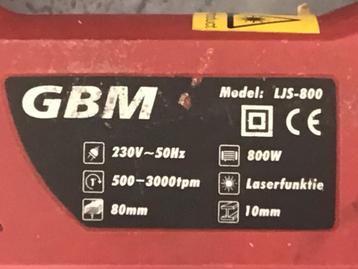 GBM
Model: LJS-800
230V~50Hz
800W
500-3000tpm
Laserfunktie
80mm
10mm